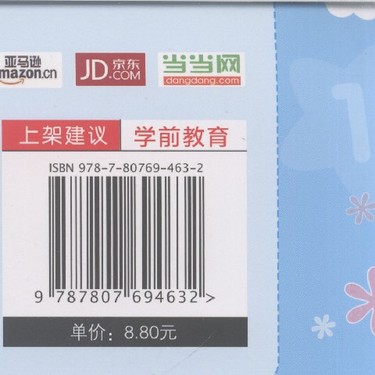 亚马逊
amazon.cn
JD 京东
.COM
当当网
dangdang.com
上架建议 学前教育
ISBN 978-7-80769-463-2
9 787807 694632 >
单价：8.80元
1